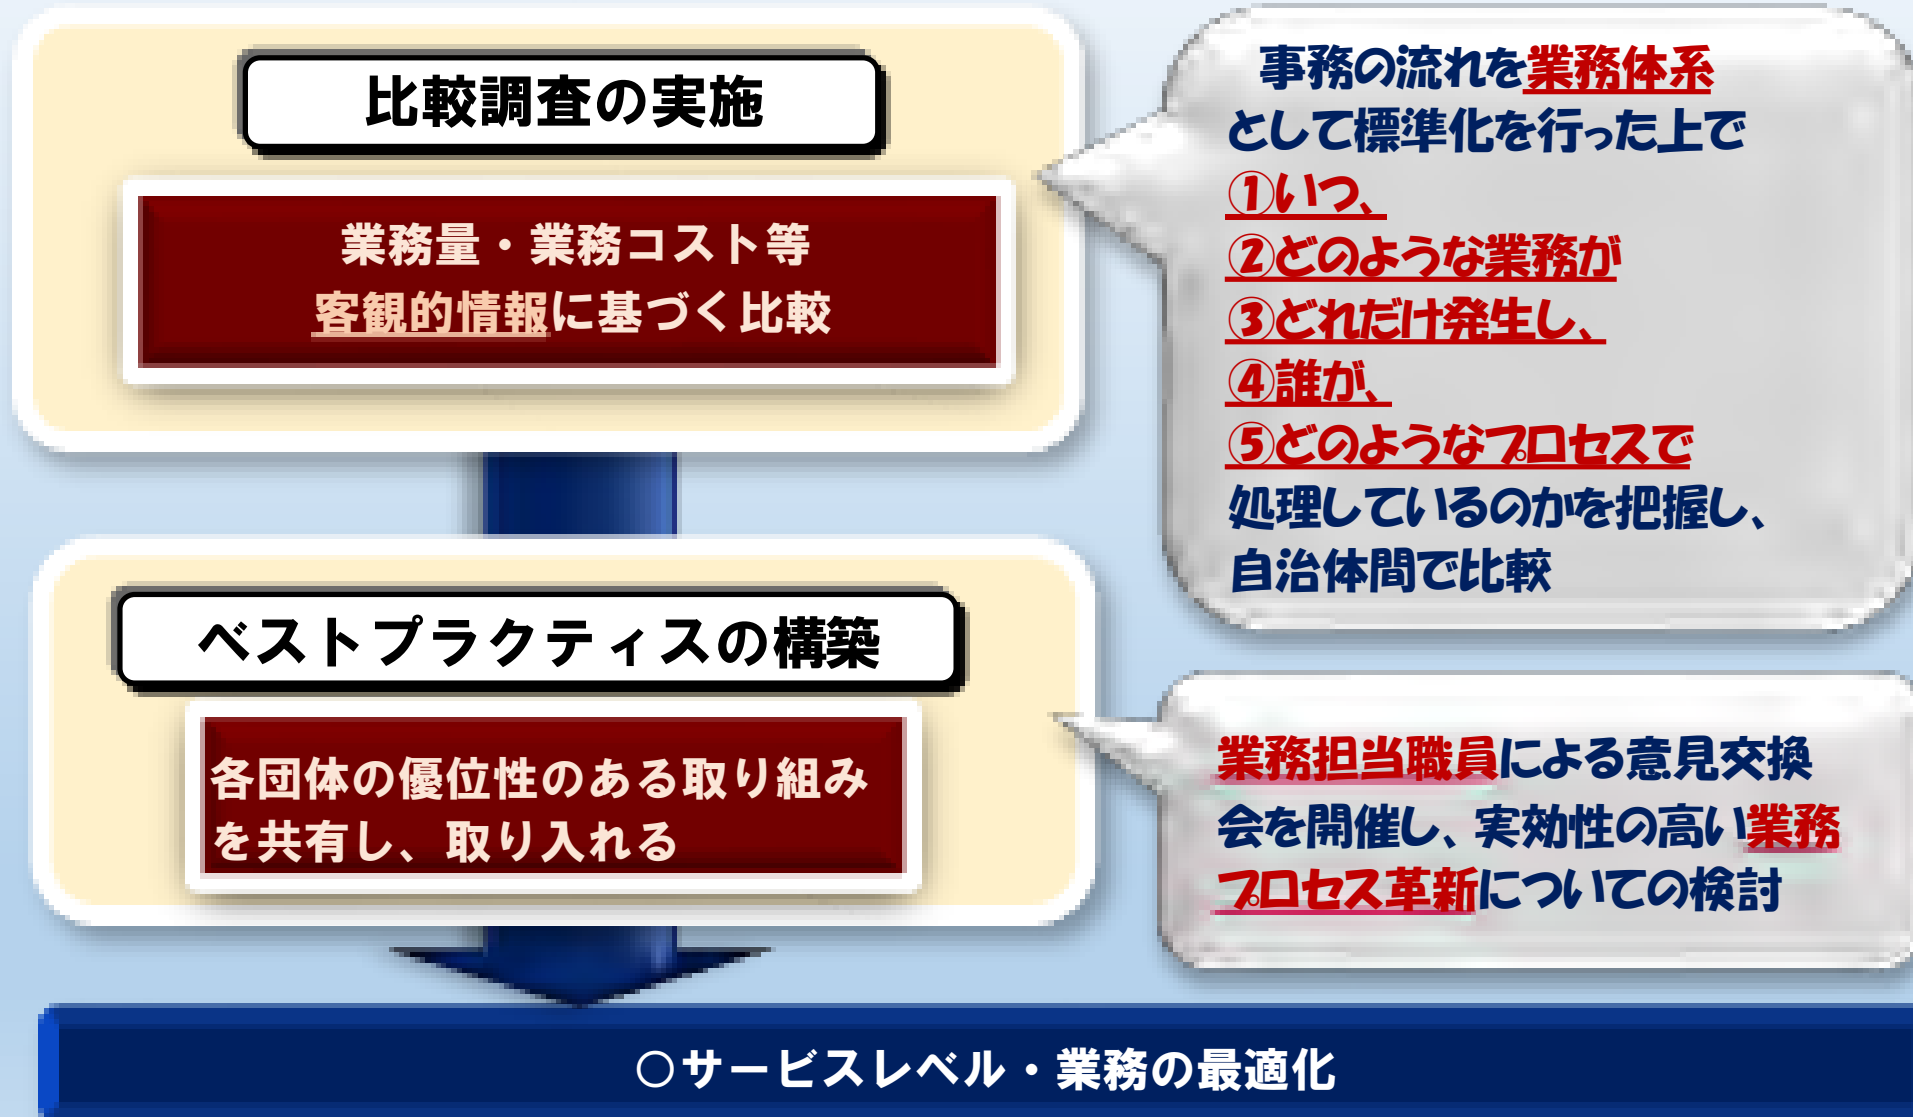 比較調査の実施
業務量・業務コスト等
客観的情報に基づく比較
事務の流れを業務体系
として標準化を行った上で
①いつ、
②どのような業務が
③どれだけ発生し、
④誰が、
⑤どのようなプロセスで
処理しているのかを把握し、
自治体間で比較
ベストプラクティスの構築
各団体の優位性のある取り組み
を共有し、取り入れる
業務担当職員による意見交換
会を開催し、実効性の高い業務
プロセス革新についての検討
○サービスレベル・業務の最適化